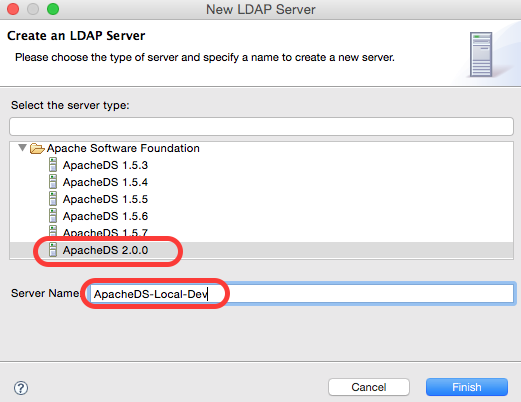 New LDAP Server
Create an LDAP Server
Please choose the type of server and specify a name to create a new server.
Select the server type:
Apache Software Foundation
ApacheDS 1.5.3
ApacheDS 1.5.4
ApacheDS 1.5.5
ApacheDS 1.5.6
ApacheDS 1.5.7
ApacheDS 2.0.0
Server Name: ApacheDS-Local-Dev
? Cancel Finish